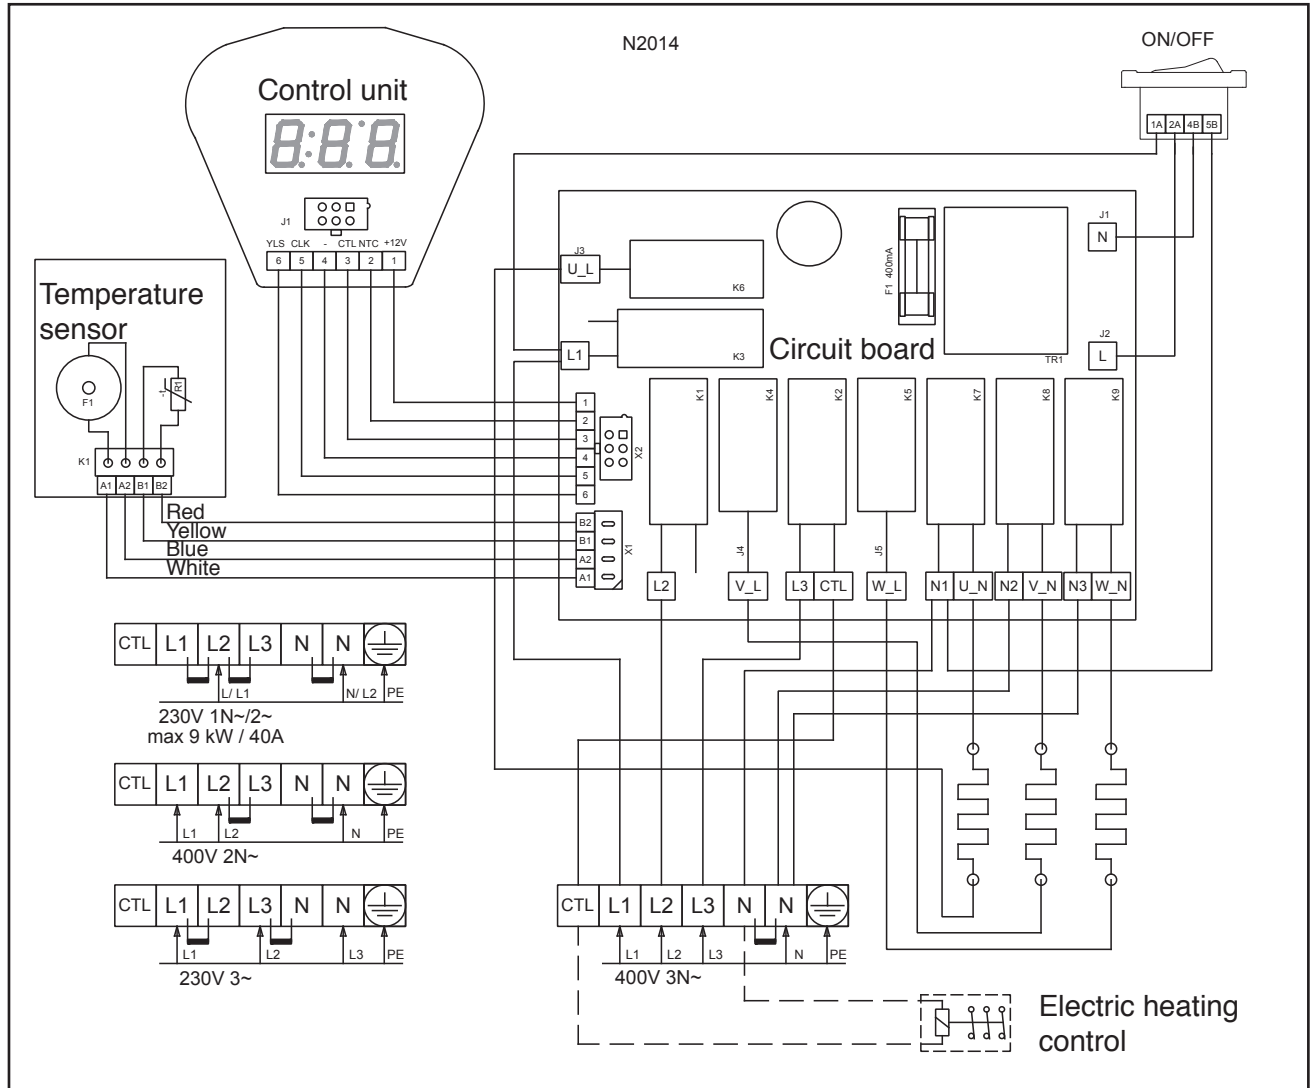 N2014
ON/OFF
1A 2A 4B 5B
Control unit
8:8.8
J1
YLS CLK - CTL NTC +12V
6 5 4 3 2 1
Temperature
sensor
F1
R1
-t
K1
A1 A2 B1 B2
Red
Yellow
Blue
White
J3
U_L
K6
L1
K3
F1 400mA
TR1
J1
N
J2
L
Circuit board
K1
K4
K2
K5
K7
K8
K9
1
2
3
4
5
6
X2
B2
B1
A2
A1
X1
J4
J5
L2
V_L
L3 CTL
W_L
N1 U_N
N2 V_N
N3 W_N
CTL L1 L2 L3 N N
L/ L1 N/ L2 PE
230V 1N~/2~
max 9 kW / 40A
CTL L1 L2 L3 N N
L1 L2 N PE
400V 2N~
CTL L1 L2 L3 N N
L1 L2 L3 PE
230V 3~
CTL L1 L2 L3 N N
L1 L2 L3 N PE
400V 3N~
Electric heating
control